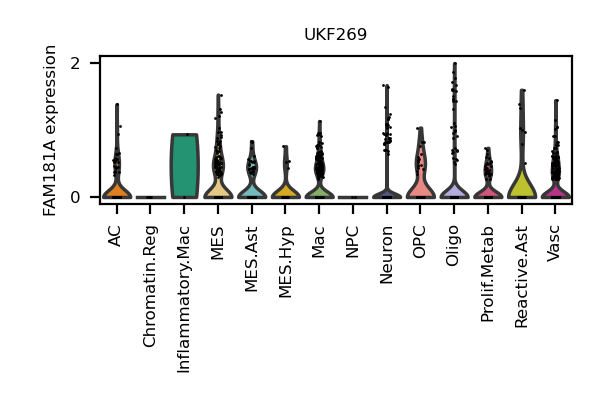 UKF269
FAM181A expression
2
0
AC
Chromatin.Reg
Inflammatory.Mac
MES
MES.Ast
MES.Hyp
Mac
NPC
Neuron
OPC
Oligo
Prolif.Metab
Reactive.Ast
Vasc